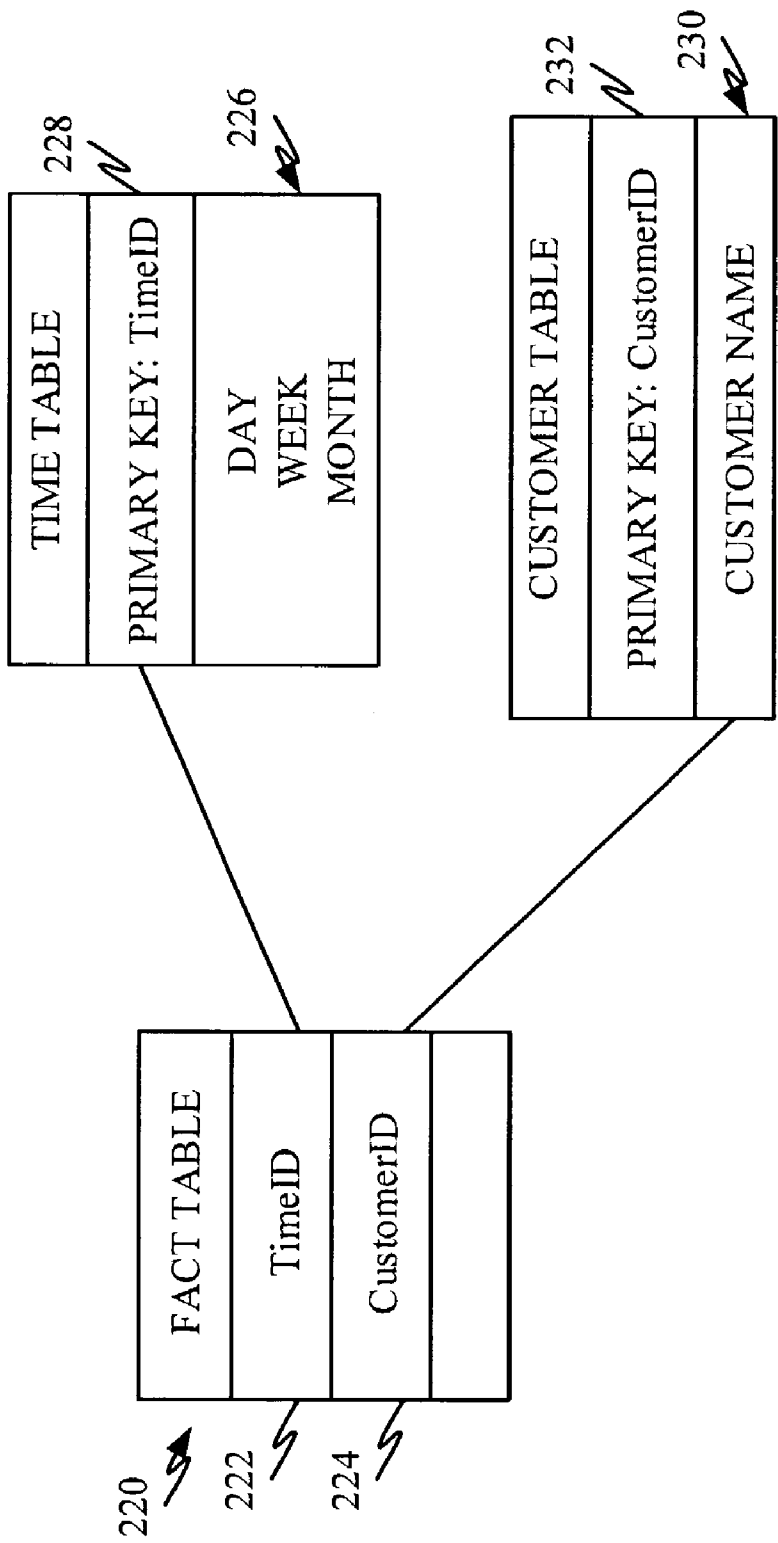 220
222
224
FACT TABLE
TimeID
CustomerID
TIME TABLE
PRIMARY KEY: TimeID
DAY
WEEK
MONTH
228
226
CUSTOMER TABLE
PRIMARY KEY: CustomerID
CUSTOMER NAME
232
230